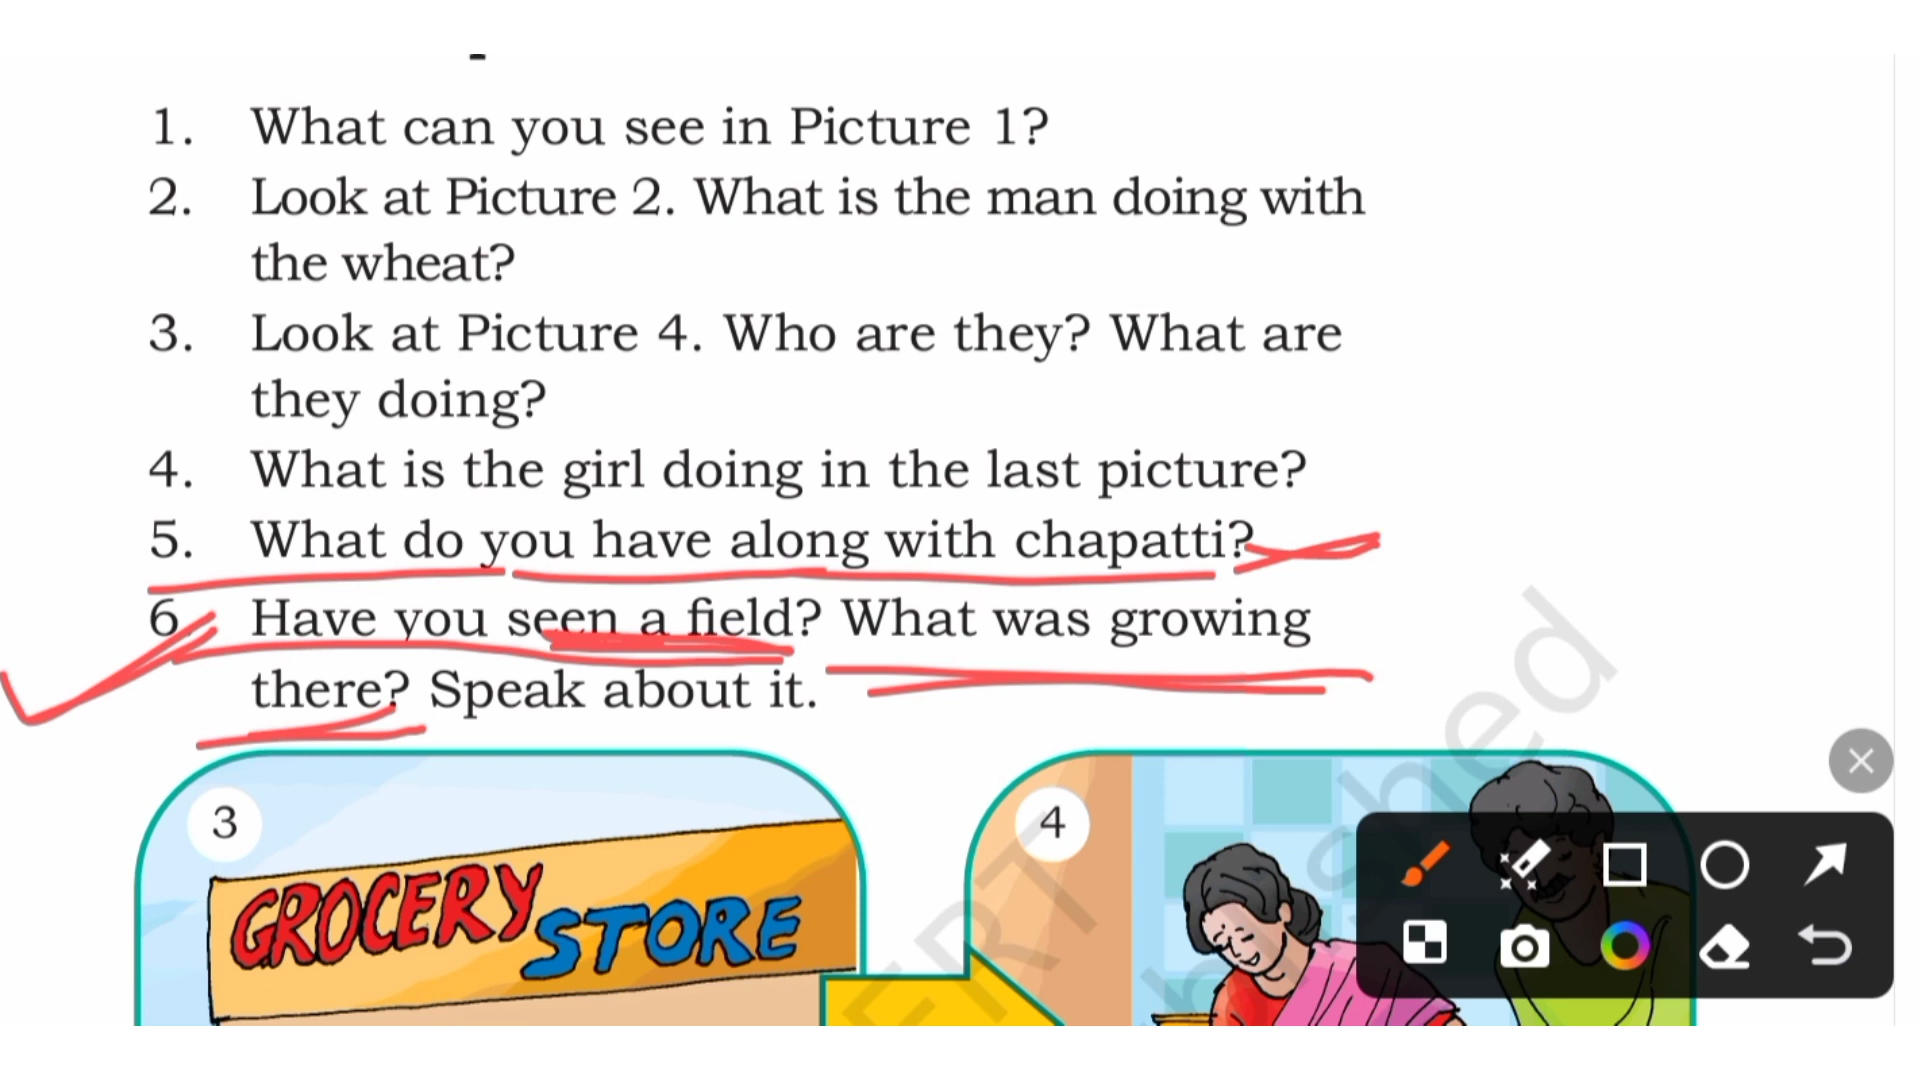 1. What can you see in Picture 1?
2. Look at Picture 2. What is the man doing with
the wheat?
3. Look at Picture 4. Who are they? What are
they doing?
4. What is the girl doing in the last picture?
5. What do you have along with chapatti?
6. Have you seen a field? What was growing
there? Speak about it.
3
4
GROCERY STORE